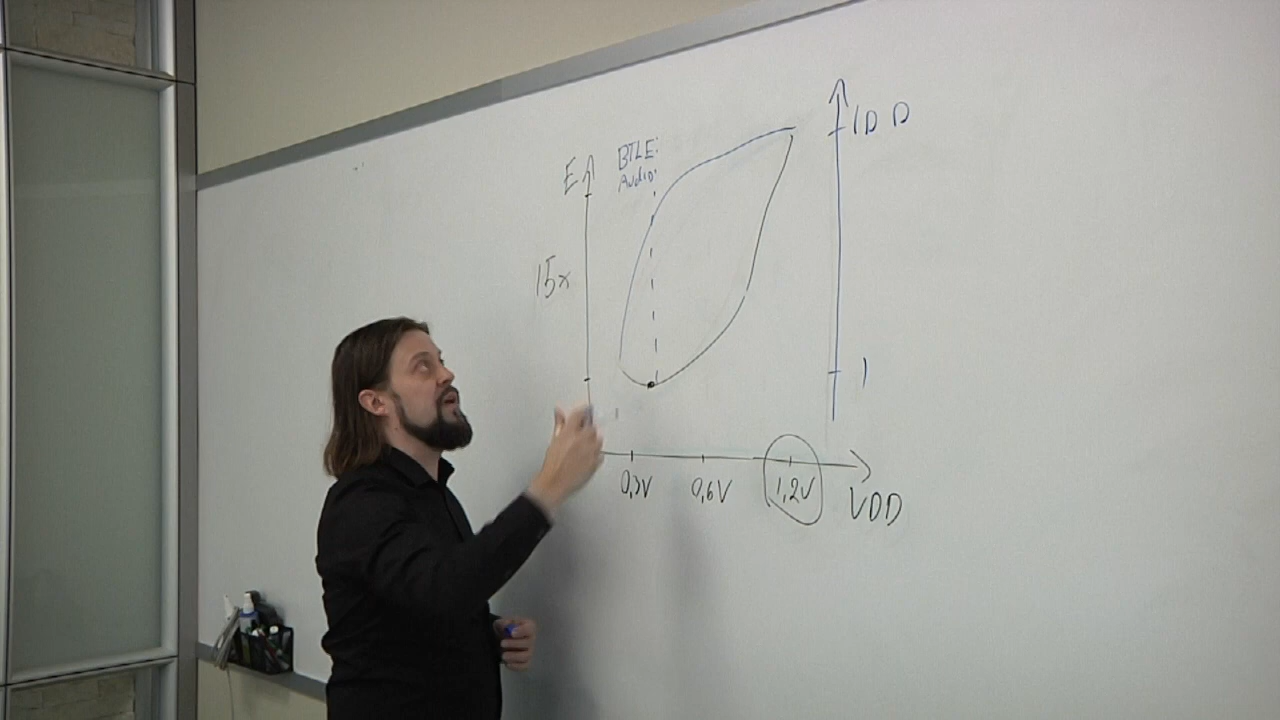 E
BTLE:
Audio:
15x
IDD
1
0,3V
0,6V
1,2V
VDD